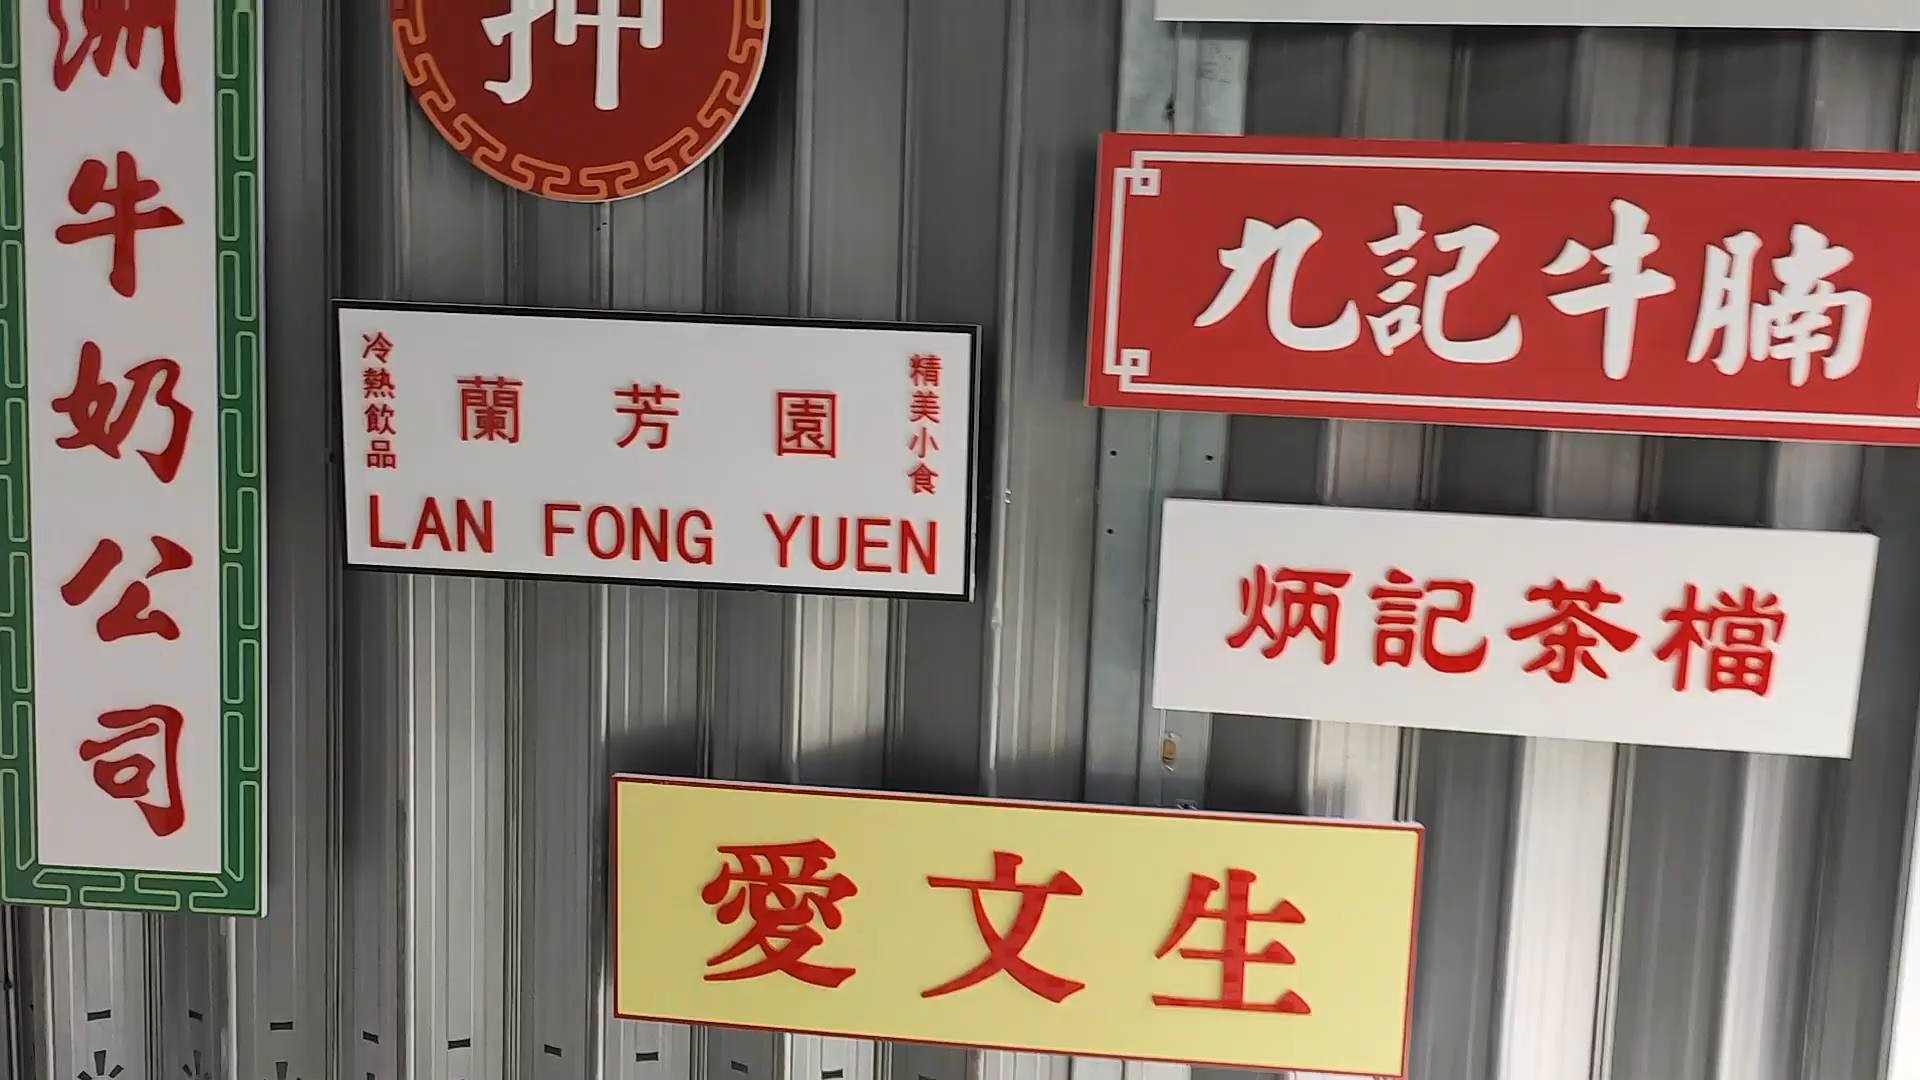 洲
牛
奶
公
司
押
冷熱飲品
蘭芳園
精美小食
LAN FONG YUEN
九記牛腩
炳記茶檔
愛文生